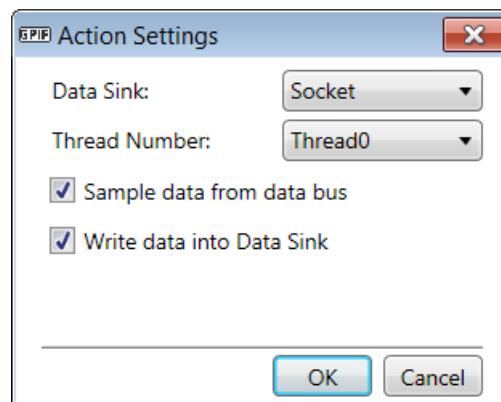 GPIF Action Settings
Data Sink: Socket
Thread Number: Thread0
Sample data from data bus
Write data into Data Sink
OK Cancel